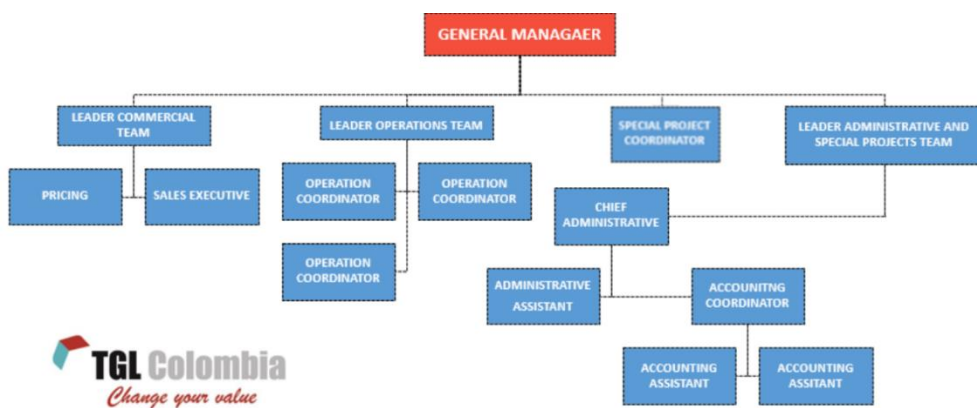 GENERAL MANAGAER
LEADER COMMERCIAL
TEAM
LEADER OPERATIONS TEAM
SPECIAL PROJECT
COORDINATOR
LEADER ADMINISTRATIVE AND
SPECIAL PROJECTS TEAM
PRICING
SALES EXECUTIVE
OPERATION
COORDINATOR
OPERATION
COORDINATOR
CHIEF
ADMINISTRATIVE
OPERATION
COORDINATOR
ADMINISTRATIVE
ASSISTANT
ACCOUNITNG
COORDINATOR
ACCOUNTING
ASSISTANT
ACCOUNTING
ASSITANT
TGL Colombia
Change your value